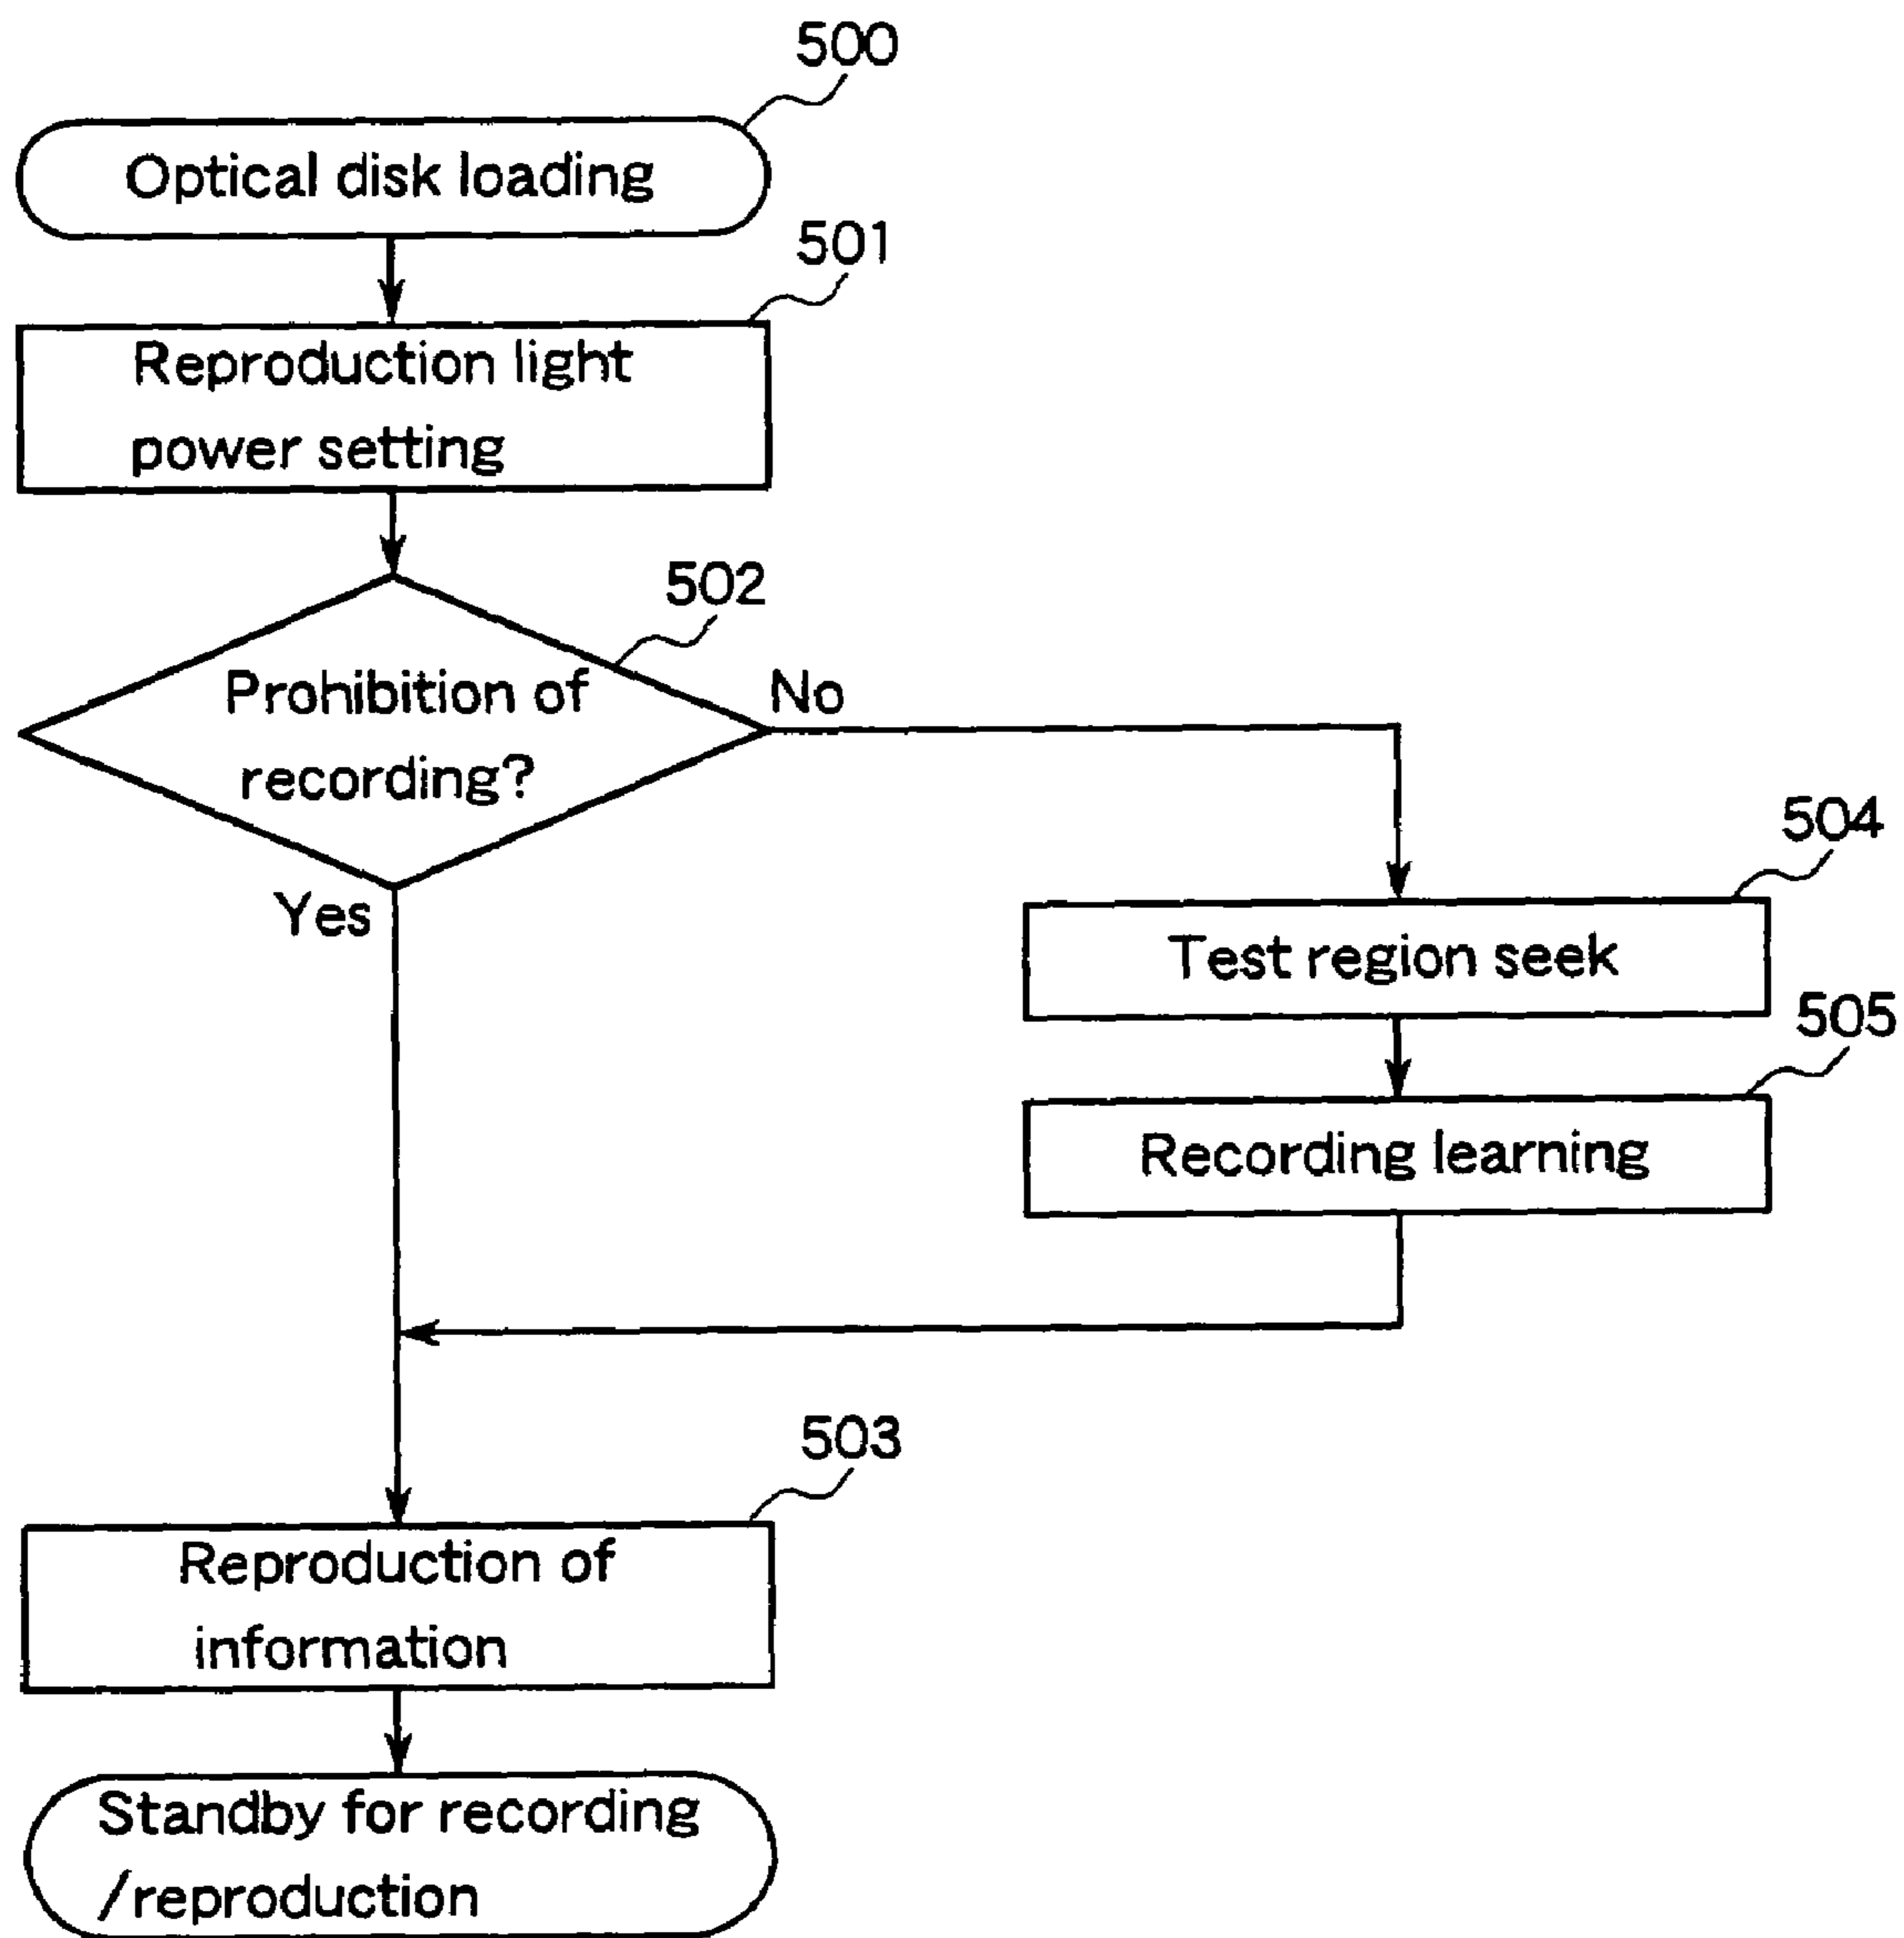 500
Optical disk loading
501
Reproduction light
power setting
502
Prohibition of
recording?
No
Yes
504
Test region seek
505
Recording learning
503
Reproduction of
information
Standby for recording
/reproduction